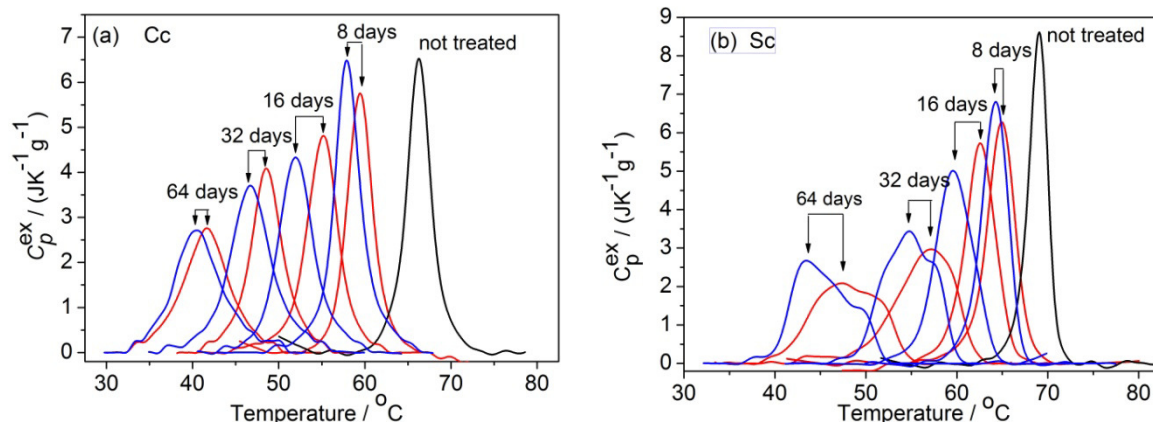 (a) Cc
not treated
8 days
16 days
32 days
64 days
7
6
5
4
3
2
1
0
C_p^ex / (JK^-1 g^-1)
30 40 50 60 70 80
Temperature / °C
(b) Sc
not treated
8 days
16 days
32 days
64 days
9
8
7
6
5
4
3
2
1
0
C_p^ex / (JK^-1 g^-1)
30 40 50 60 70 80
Temperature / °C